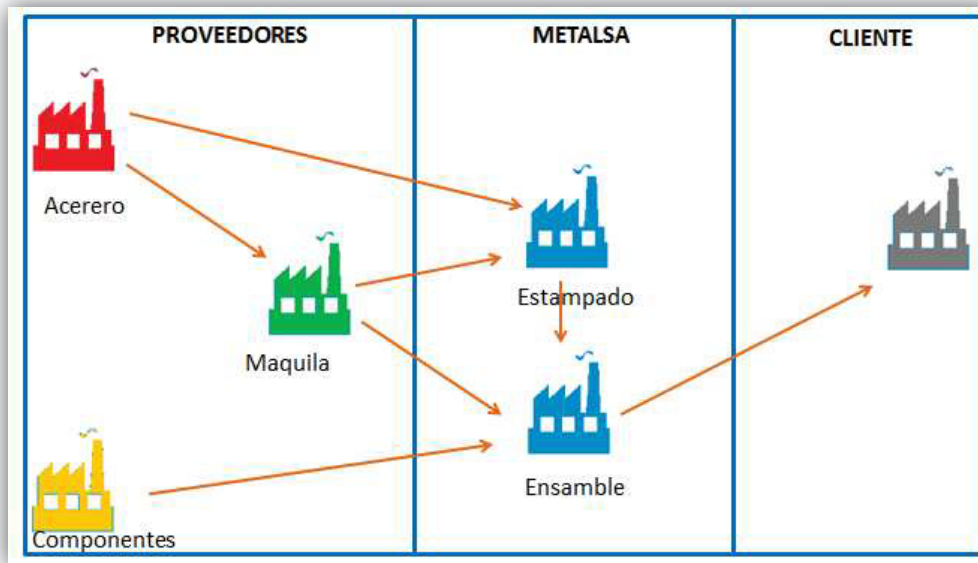 PROVEEDORES
METALSA
CLIENTE
Acerero
Estampado
Maquila
Ensamble
Componentes